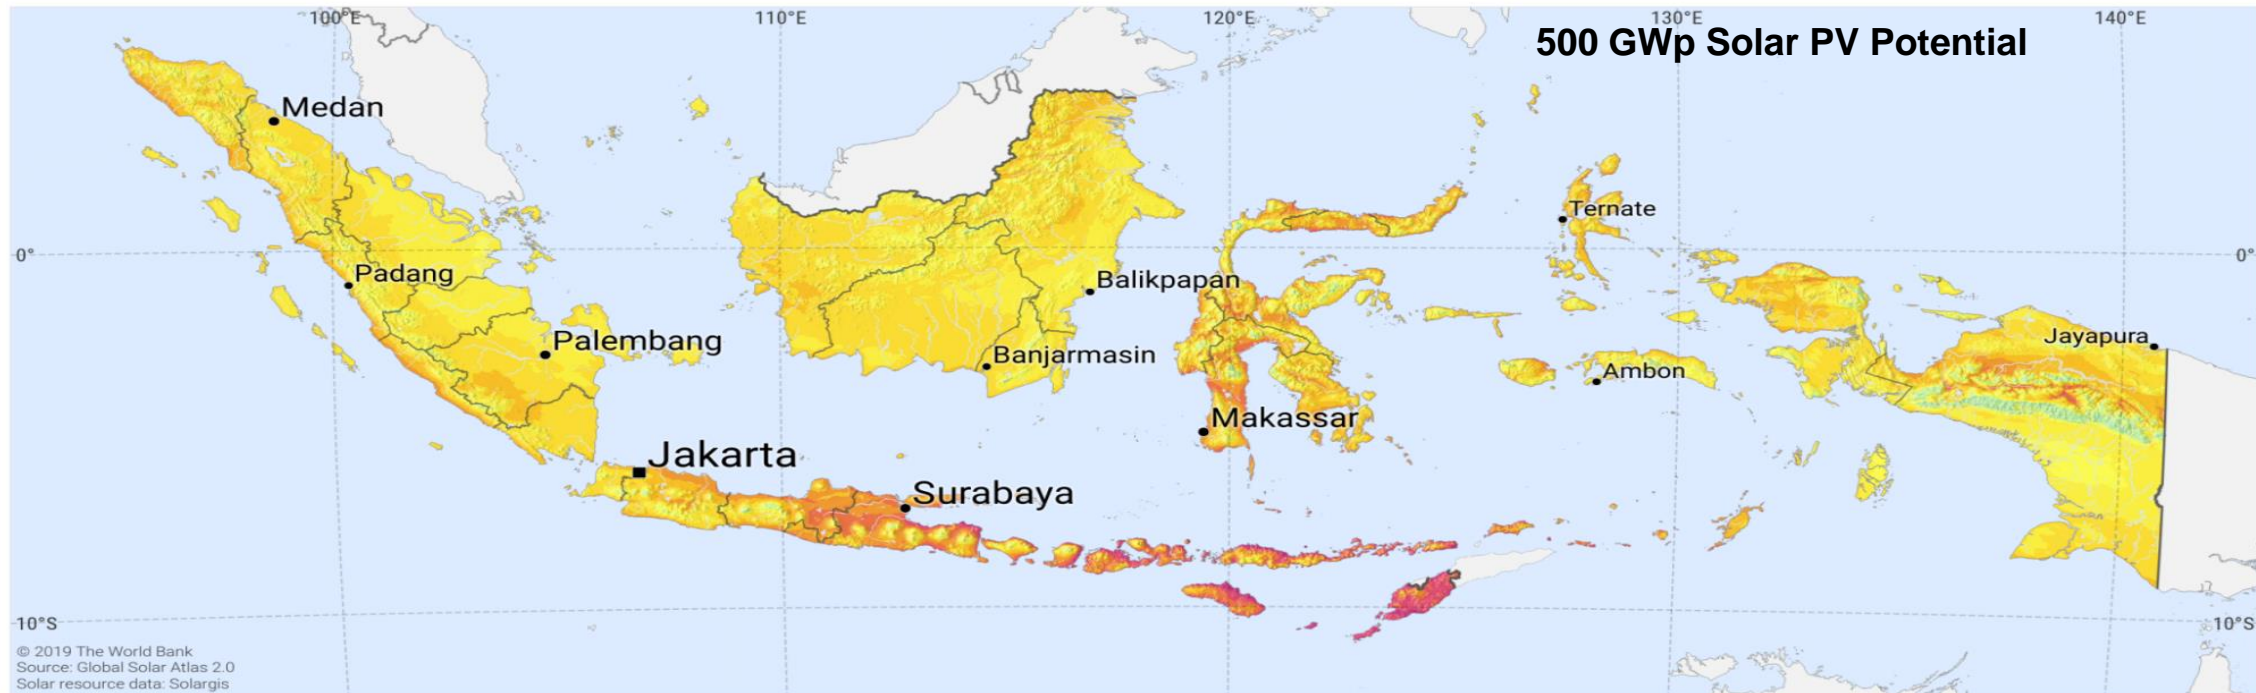 100°E
110°E
120°E
130°E
140°E
500 GWp Solar PV Potential
Medan
Ternate
0°
0°
Padang
Balikpapan
Palembang
Jayapura
Banjarmasin
Ambon
Makassar
Jakarta
Surabaya
10°S
10°S
© 2019 The World Bank
Source: Global Solar Atlas 2.0
Solar resource data: Solargis